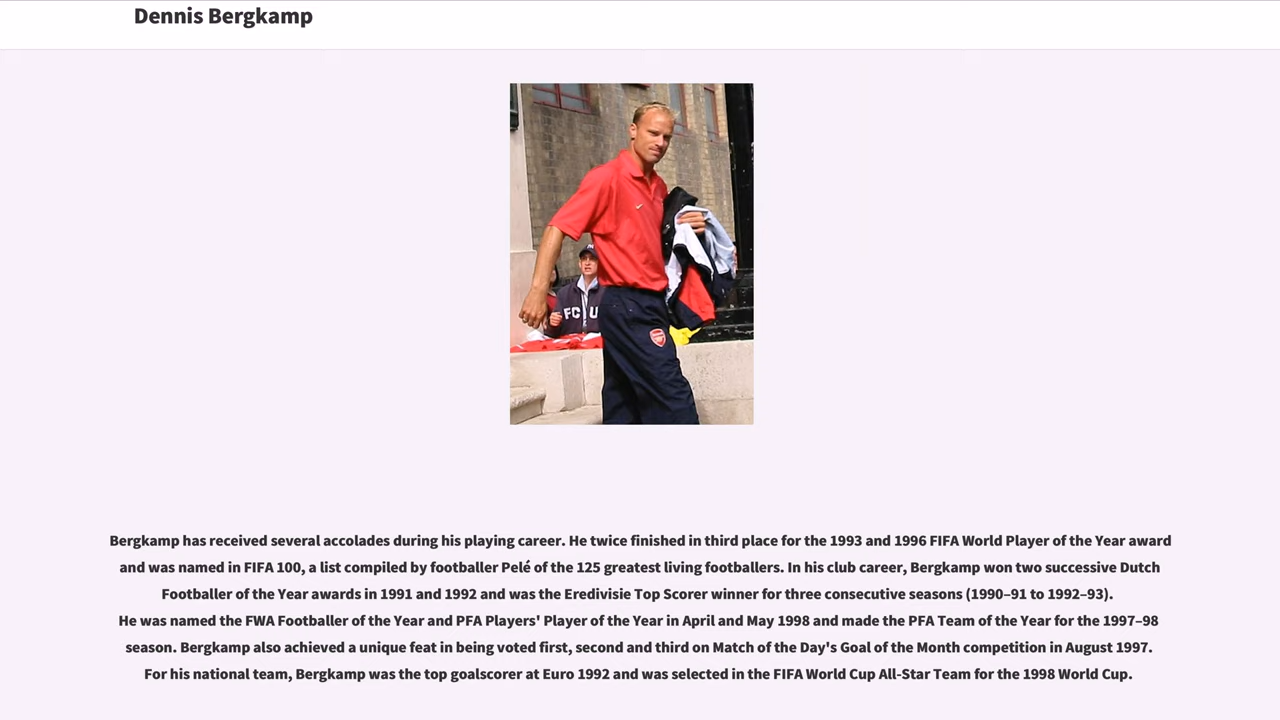 Dennis Bergkamp
FC U
Bergkamp has received several accolades during his playing career. He twice finished in third place for the 1993 and 1996 FIFA World Player of the Year award
and was named in FIFA 100, a list compiled by footballer Pelé of the 125 greatest living footballers. In his club career, Bergkamp won two successive Dutch
Footballer of the Year awards in 1991 and 1992 and was the Eredivisie Top Scorer winner for three consecutive seasons (1990–91 to 1992–93).
He was named the FWA Footballer of the Year and PFA Players' Player of the Year in April and May 1998 and made the PFA Team of the Year for the 1997–98
season. Bergkamp also achieved a unique feat in being voted first, second and third on Match of the Day's Goal of the Month competition in August 1997.
For his national team, Bergkamp was the top goalscorer at Euro 1992 and was selected in the FIFA World Cup All-Star Team for the 1998 World Cup.